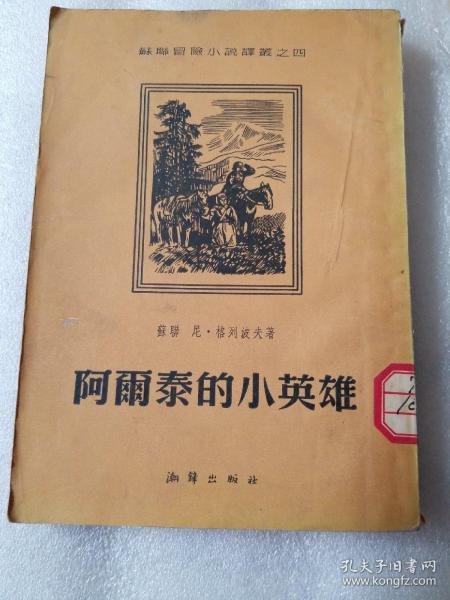 蘇聯冒險小說譯叢之四
蘇聯 尼·格列波夫著
阿爾泰的小英雄
潮鋒出版社
孔夫子旧书网
www.kongfz.com